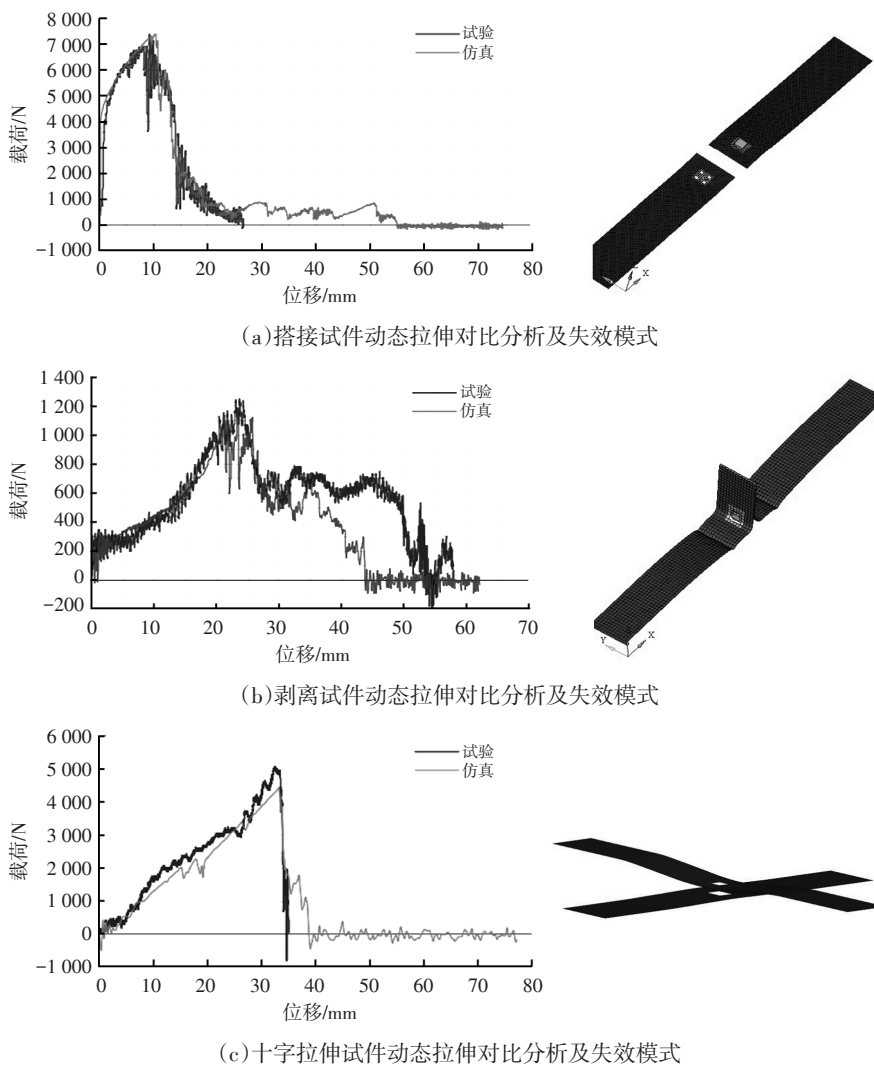 8 000
7 000
6 000
5 000
4 000
3 000
2 000
1 000
0
−1 000
载荷/N
试验
仿真
0 10 20 30 40 50 60 70 80
位移/mm
X
(a)搭接试件动态拉伸对比分析及失效模式
1 400
1 200
1 000
800
600
400
200
0
−200
载荷/N
试验
仿真
0 10 20 30 40 50 60 70
位移/mm
Y X
(b)剥离试件动态拉伸对比分析及失效模式
6 000
5 000
4 000
3 000
2 000
1 000
0
−1 000
载荷/N
试验
仿真
0 10 20 30 40 50 60 70 80
位移/mm
(c)十字拉伸试件动态拉伸对比分析及失效模式